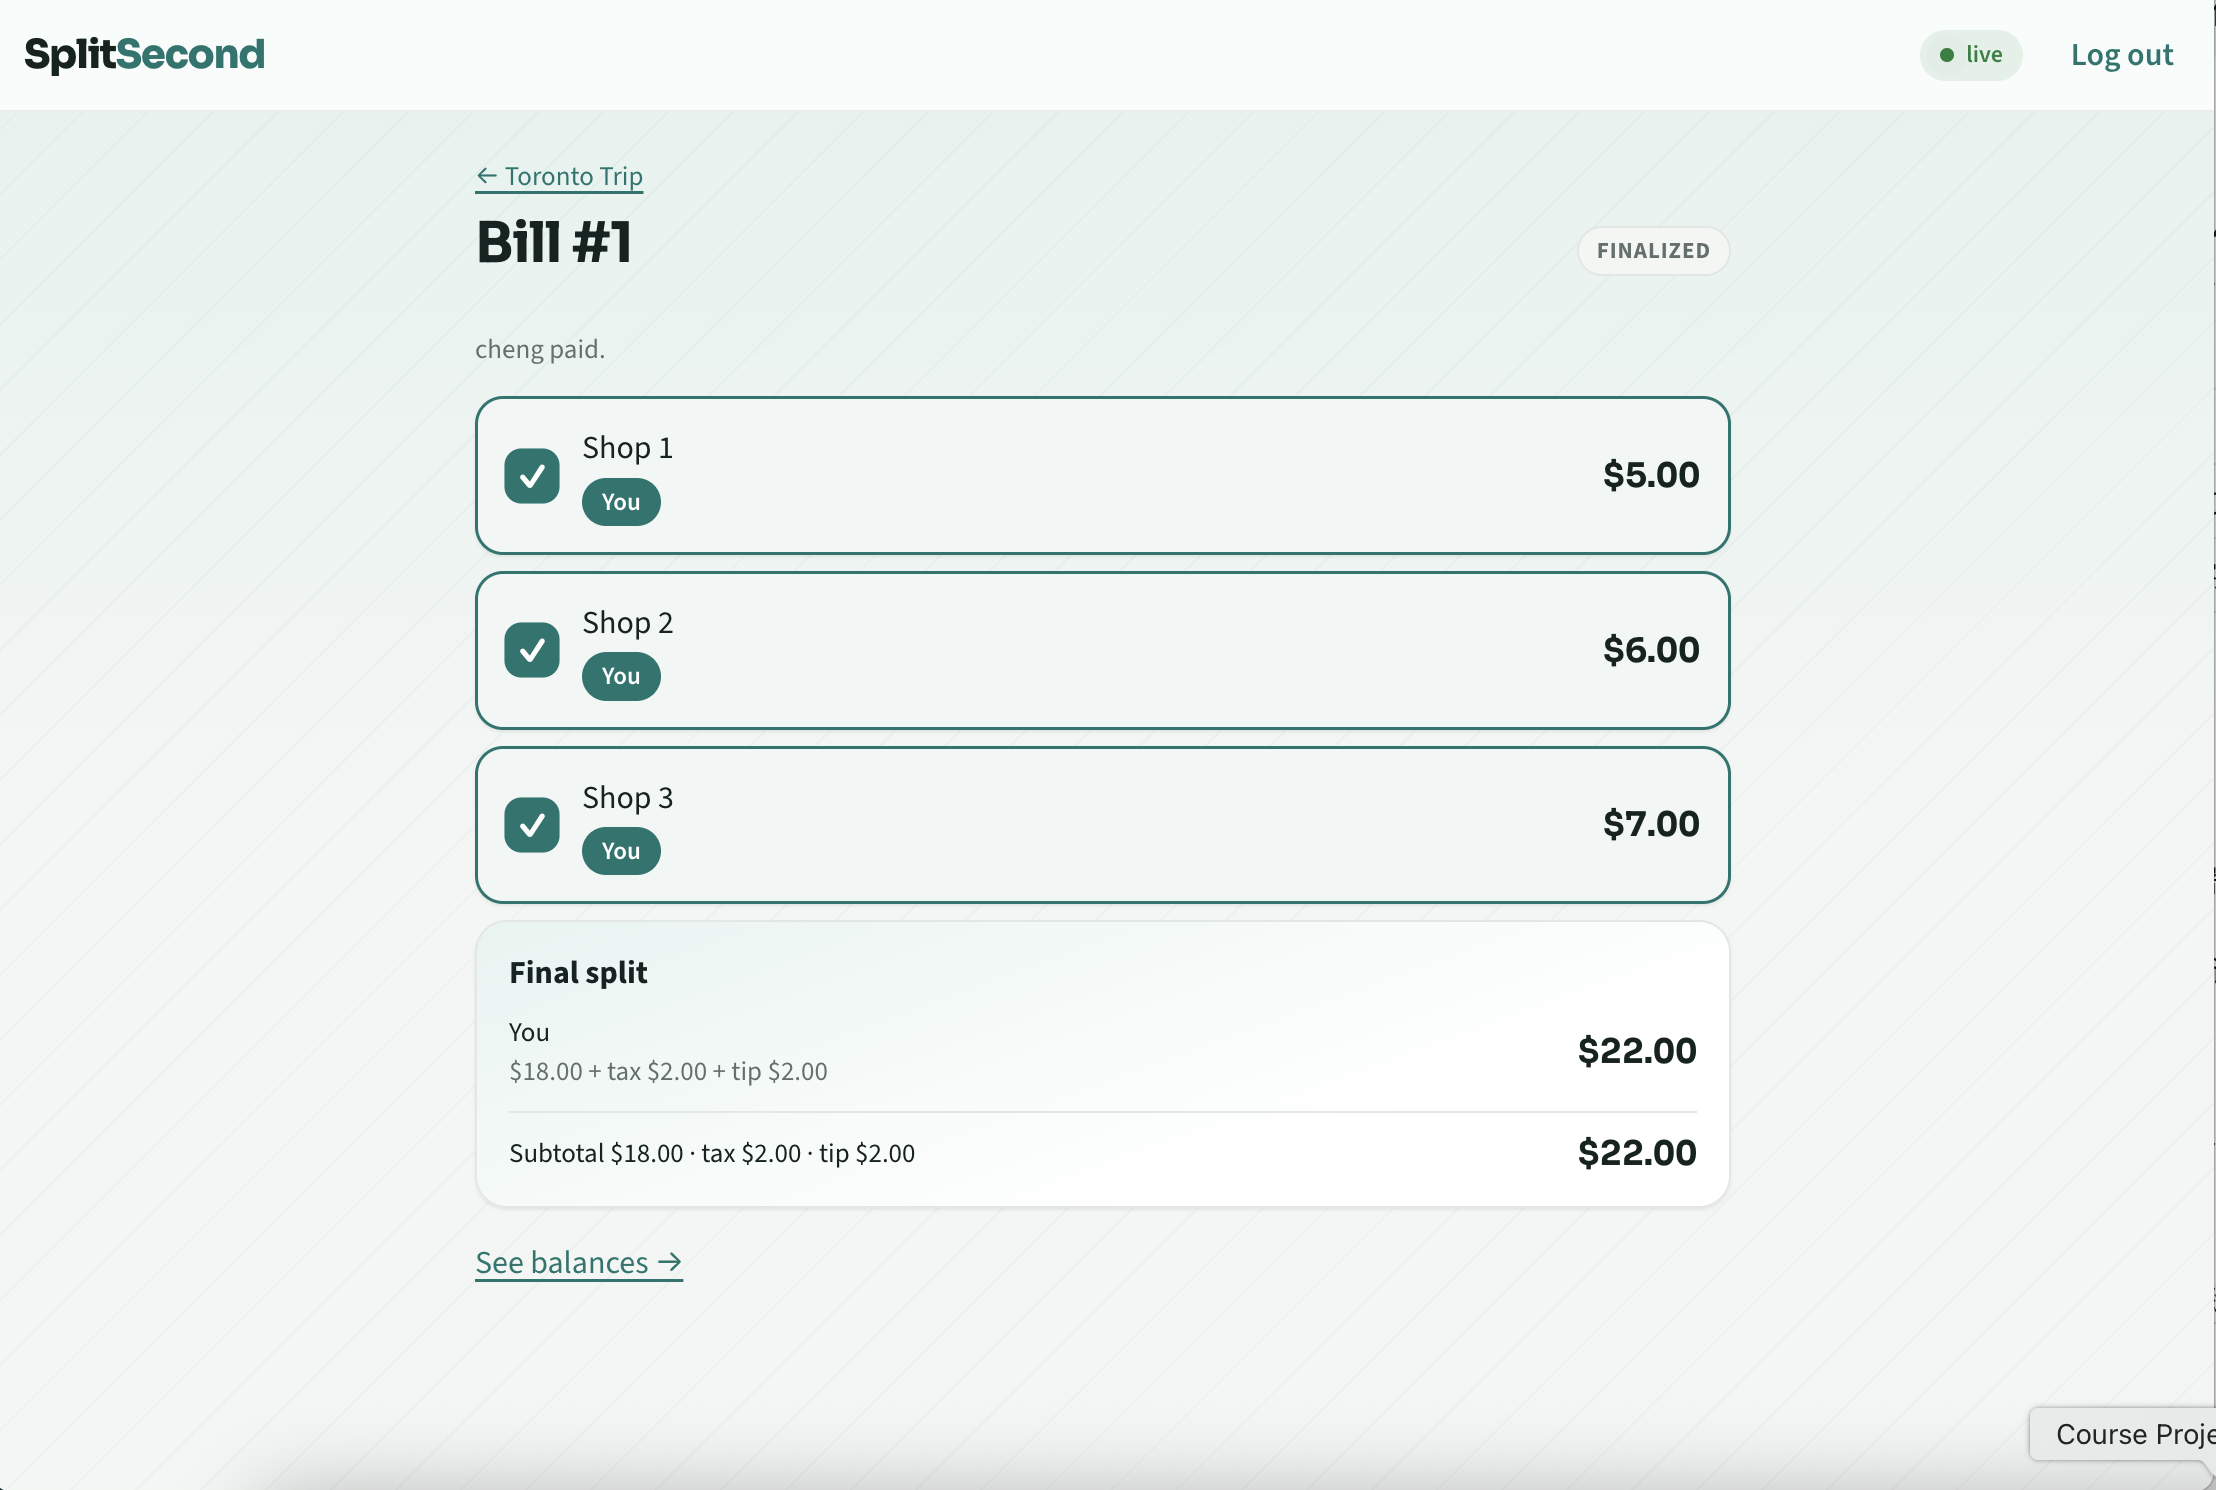 SplitSecond
live
Log out
← Toronto Trip
Bill #1
FINALIZED
cheng paid.
Shop 1
You
$5.00
Shop 2
You
$6.00
Shop 3
You
$7.00
Final split
You
$22.00
$18.00 + tax $2.00 + tip $2.00
Subtotal $18.00 · tax $2.00 · tip $2.00
$22.00
See balances →
Course Proje